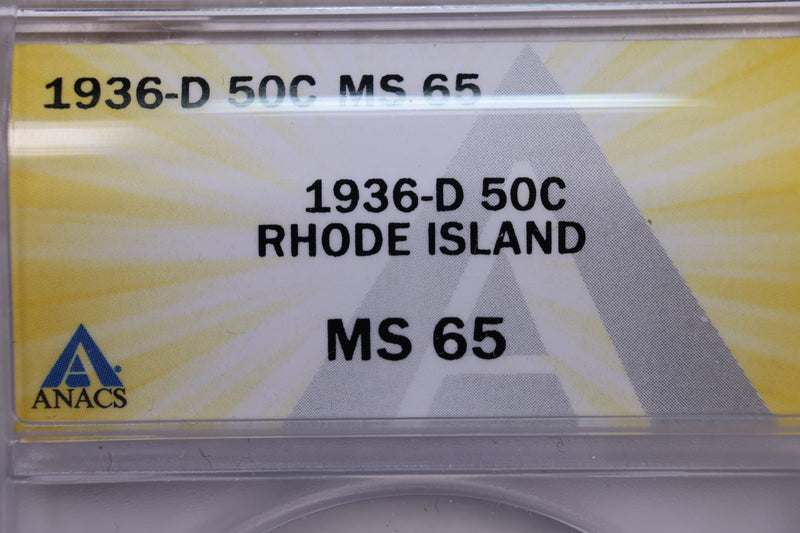 1936-D 50C MS 65
1936-D 50C
RHODE ISLAND
MS 65
ANACS